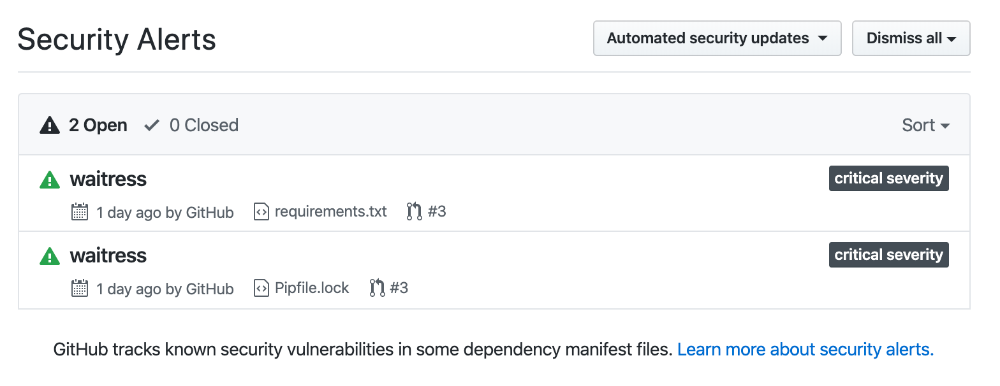 Security Alerts
Automated security updates
Dismiss all
2 Open
0 Closed
Sort
waitress
critical severity
1 day ago by GitHub
requirements.txt
#3
waitress
critical severity
1 day ago by GitHub
Pipfile.lock
#3
GitHub tracks known security vulnerabilities in some dependency manifest files. Learn more about security alerts.